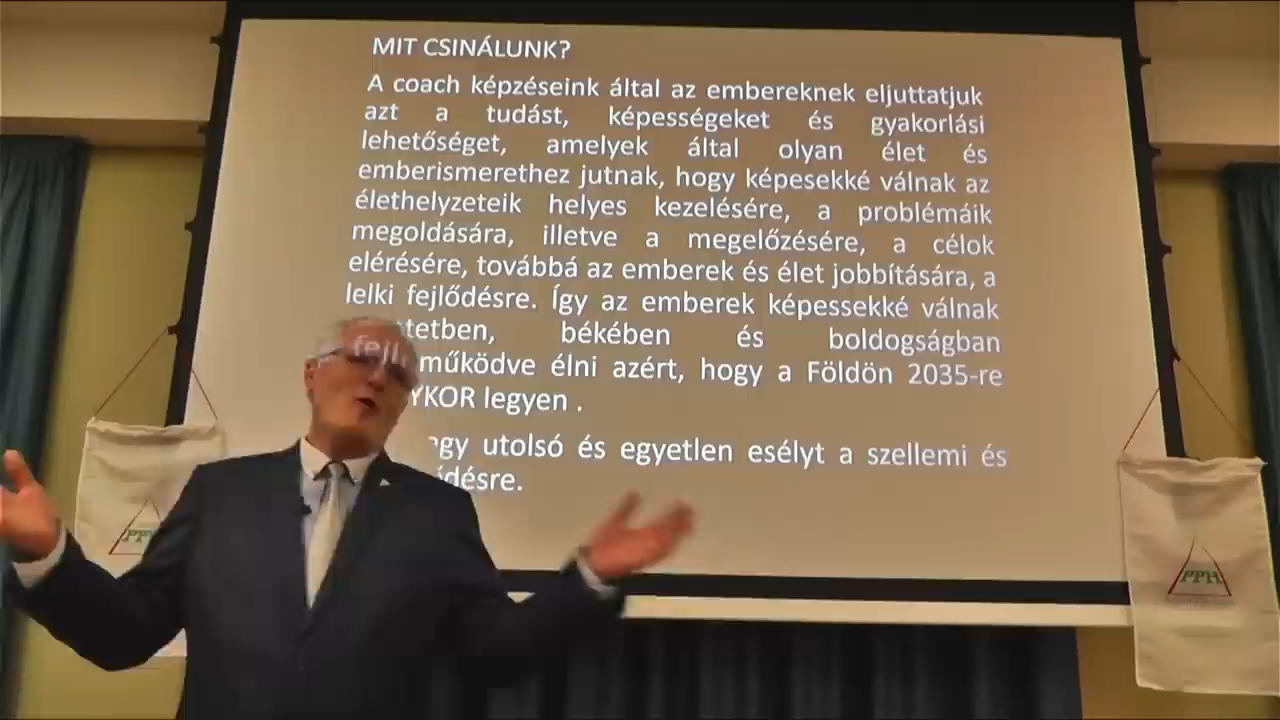 MIT CSINÁLUNK?
A coach képzéseink által az embereknek eljuttatjuk
azt a tudást, képességeket és gyakorlási
lehetőséget, amelyek által olyan élet és
emberismerethez jutnak, hogy képesekké válnak az
élethelyzeteik helyes kezelésére, a problémáik
megoldására, illetve a megelőzésére, a célok
elérésére, továbbá az emberek és élet jobbítására, a
lelki fejlődésre. Így az emberek képessekké válnak
békében és boldogságban
működve élni azért, hogy a Földön 2035-re
legyen .
utolsó és egyetlen esélyt a szellemi és
PPH